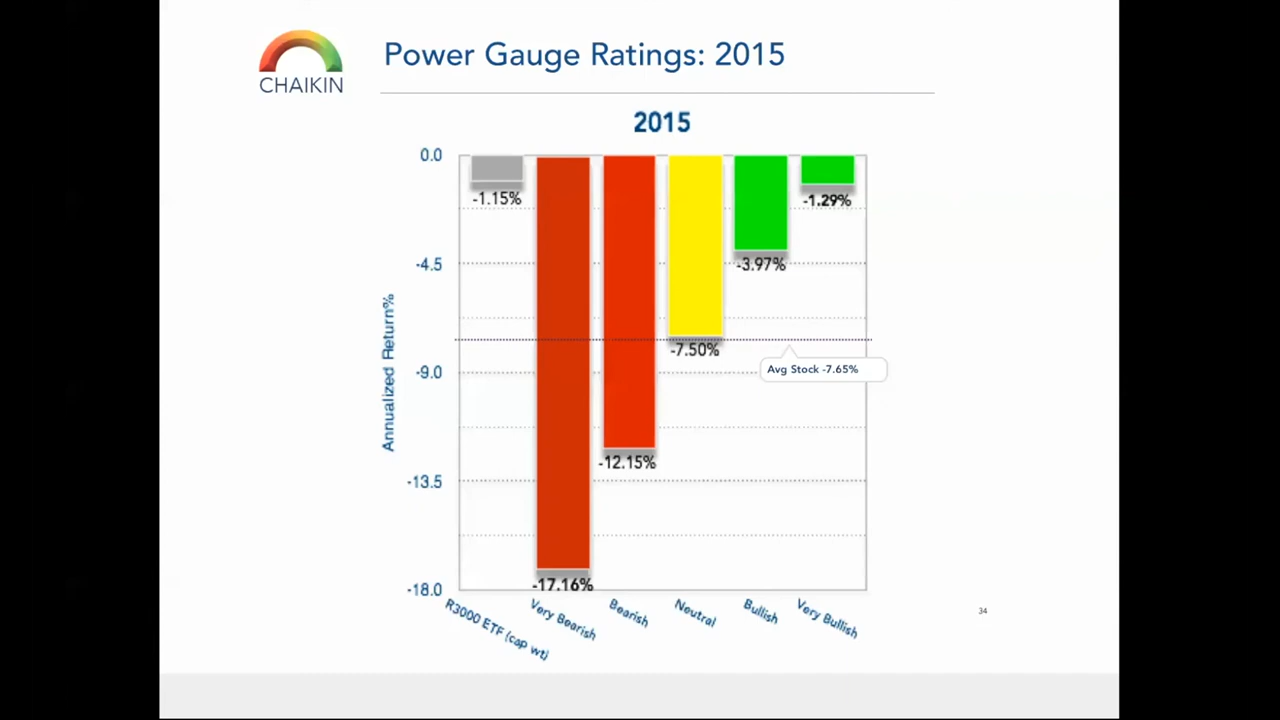 CHAIKIN
Power Gauge Ratings: 2015
2015
Annualized Return%
0.0
-4.5
-9.0
-13.5
-18.0
-1.15%
-17.16%
-12.15%
-7.50%
-3.97%
-1.29%
Avg Stock -7.65%
R3000 ETF (cap wt)
Very Bearish
Bearish
Neutral
Bullish
Very Bullish
34